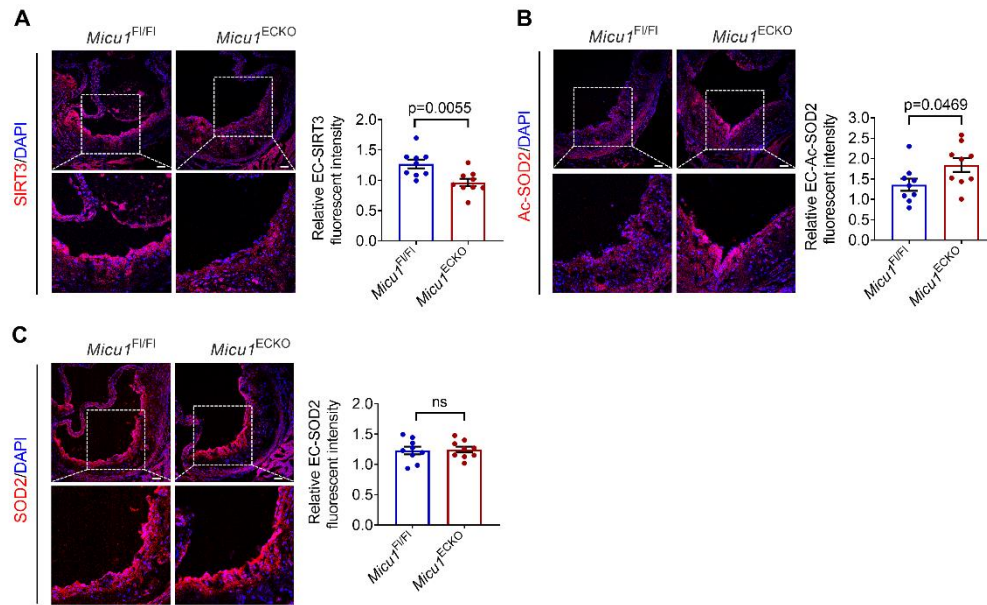 A
Micu1Fl/Fl
Micu1ECKO
SIRT3/DAPI
Relative EC-SIRT3
fluorescent intensity
p=0.0055
2.0
1.5
1.0
0.5
0.0
Micu1Fl/Fl
Micu1ECKO
B
Micu1Fl/Fl
Micu1ECKO
Ac-SOD2/DAPI
Relative EC-Ac-SOD2
fluorescent intensity
p=0.0469
3.0
2.5
2.0
1.5
1.0
0.5
0.0
Micu1Fl/Fl
Micu1ECKO
C
Micu1Fl/Fl
Micu1ECKO
SOD2/DAPI
Relative EC-SOD2
fluorescent intensity
ns
2.0
1.5
1.0
0.5
0.0
Micu1Fl/Fl
Micu1ECKO